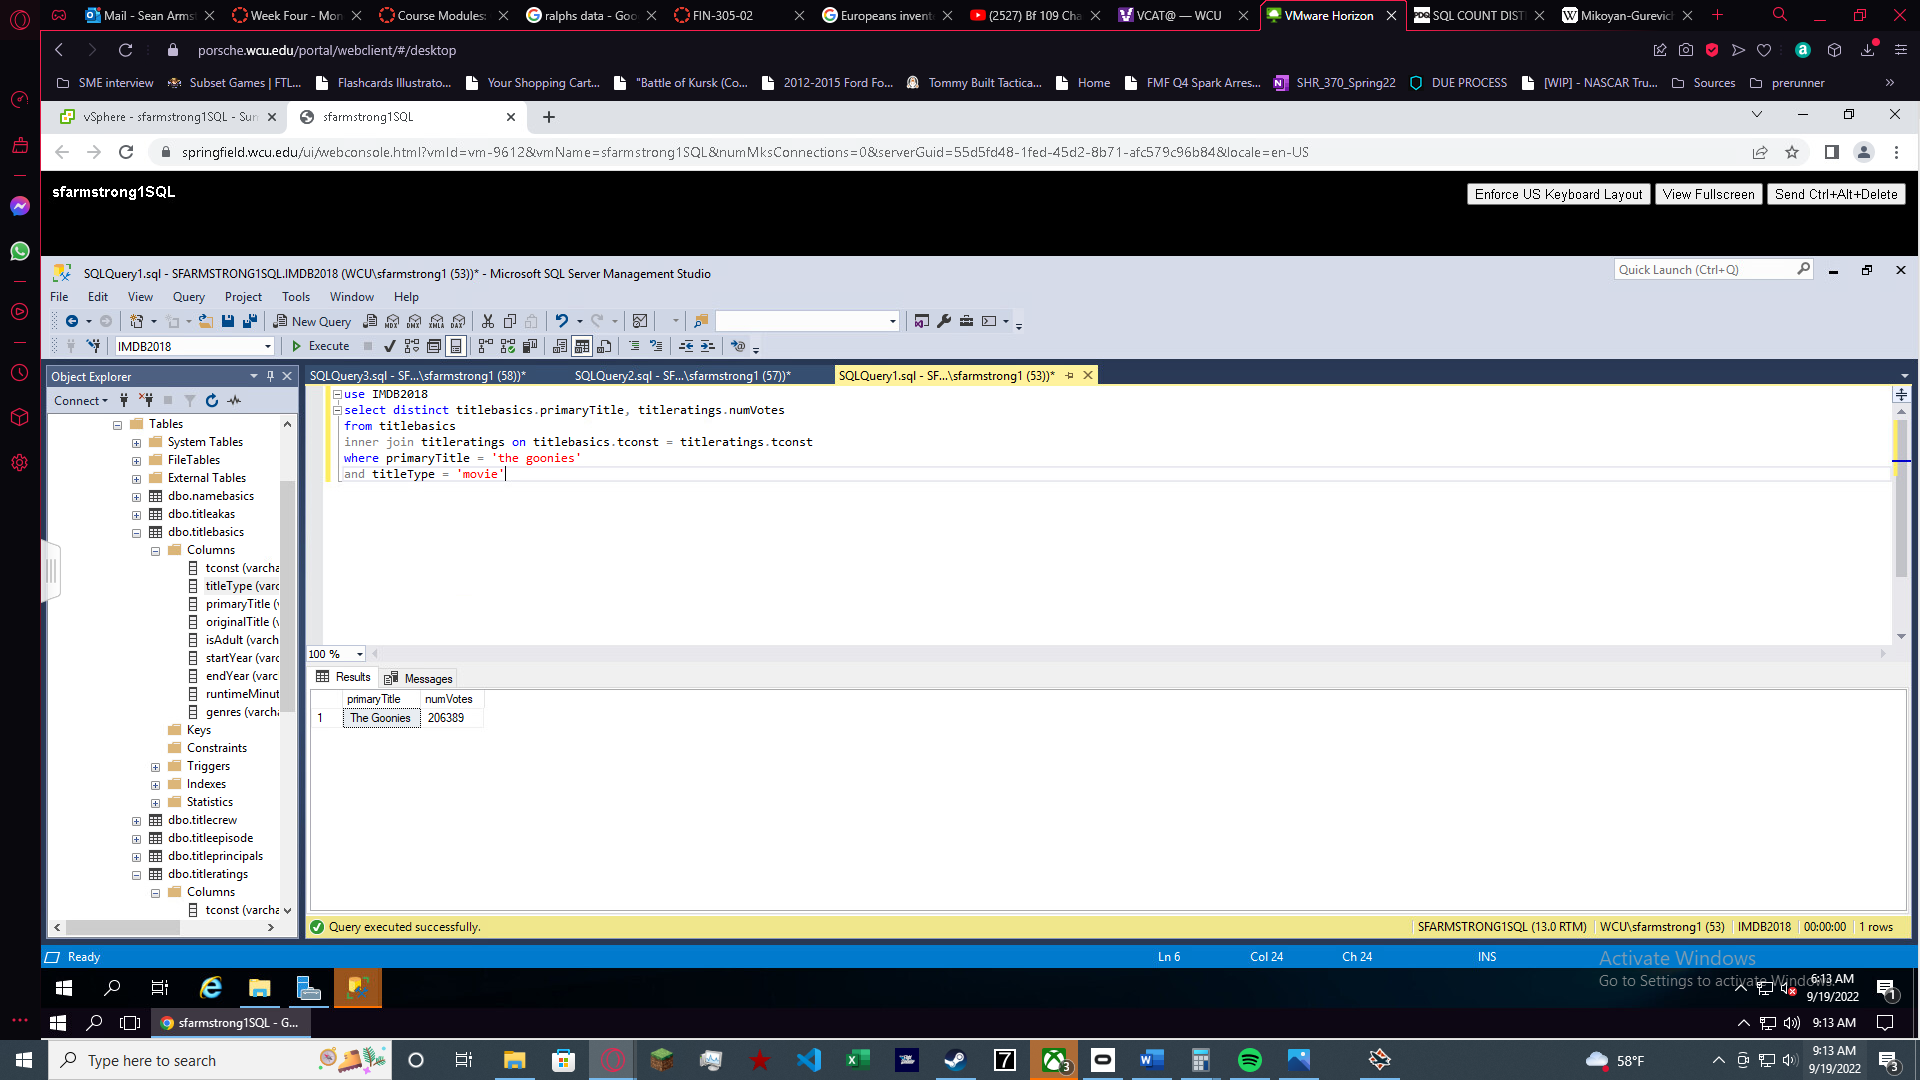 Mail - Sean Armst
Week Four - Mon
Course Modules:
ralphs data - Goo
FIN-305-02
Europeans invent
(2527) Bf 109 Cha
VCAT@ — WCU
VMware Horizon
SQL COUNT DIST
Mikoyan-Gurevich
porsche.wcu.edu/portal/webclient/#/desktop
SME interview
Subset Games | FTL...
Flashcards Illustrato...
Your Shopping Cart...
"Battle of Kursk (Co...
2012-2015 Ford Fo...
Tommy Built Tactica...
Home
FMF Q4 Spark Arres...
SHR_370_Spring22
DUE PROCESS
[WIP] - NASCAR Tru...
Sources
prerunner
vSphere - sfarmstrong1SQL - Sum
sfarmstrong1SQL
springfield.wcu.edu/ui/webconsole.html?vmId=vm-9612&vmName=sfarmstrong1SQL&numMksConnections=0&serverGuid=55d5fd48-1fed-45d2-8b71-afc579c96b84&locale=en-US
sfarmstrong1SQL
Enforce US Keyboard Layout
View Fullscreen
Send Ctrl+Alt+Delete
SQLQuery1.sql - SFARMSTRONG1SQL.IMDB2018 (WCU\sfarmstrong1 (53))* - Microsoft SQL Server Management Studio
Quick Launch (Ctrl+Q)
File Edit View Query Project Tools Window Help
New Query
MDX DMX XMLA DAX
IMDB2018
Execute
Object Explorer
Connect
SQLQuery3.sql - SF...\sfarmstrong1 (58))*
SQLQuery2.sql - SF...\sfarmstrong1 (57))*
SQLQuery1.sql - SF...\sfarmstrong1 (53))*
Tables
System Tables
FileTables
External Tables
dbo.namebasics
dbo.titleakas
dbo.titlebasics
Columns
tconst (varcha
titleType (varc
primaryTitle (v
originalTitle (v
isAdult (varch
startYear (varc
endYear (varc
runtimeMinut
genres (varcha
Keys
Constraints
Triggers
Indexes
Statistics
dbo.titlecrew
dbo.titleepisode
dbo.titleprincipals
dbo.titleratings
Columns
tconst (varcha
use IMDB2018
select distinct titlebasics.primaryTitle, titleratings.numVotes
from titlebasics
inner join titleratings on titlebasics.tconst = titleratings.tconst
where primaryTitle = 'the goonies'
and titleType = 'movie'
100 %
Results
Messages
primaryTitle numVotes
1 The Goonies 206389
Query executed successfully.
SFARMSTRONG1SQL (13.0 RTM)
WCU\sfarmstrong1 (53)
IMDB2018
00:00:00
1 rows
Ready
Ln 6
Col 24
Ch 24
INS
Activate Windows
Go to Settings to activate Windows.
6:13 AM
9/19/2022
1
sfarmstrong1SQL - G...
9:13 AM
Type here to search
7
3
58°F
9:13 AM
9/19/2022
3